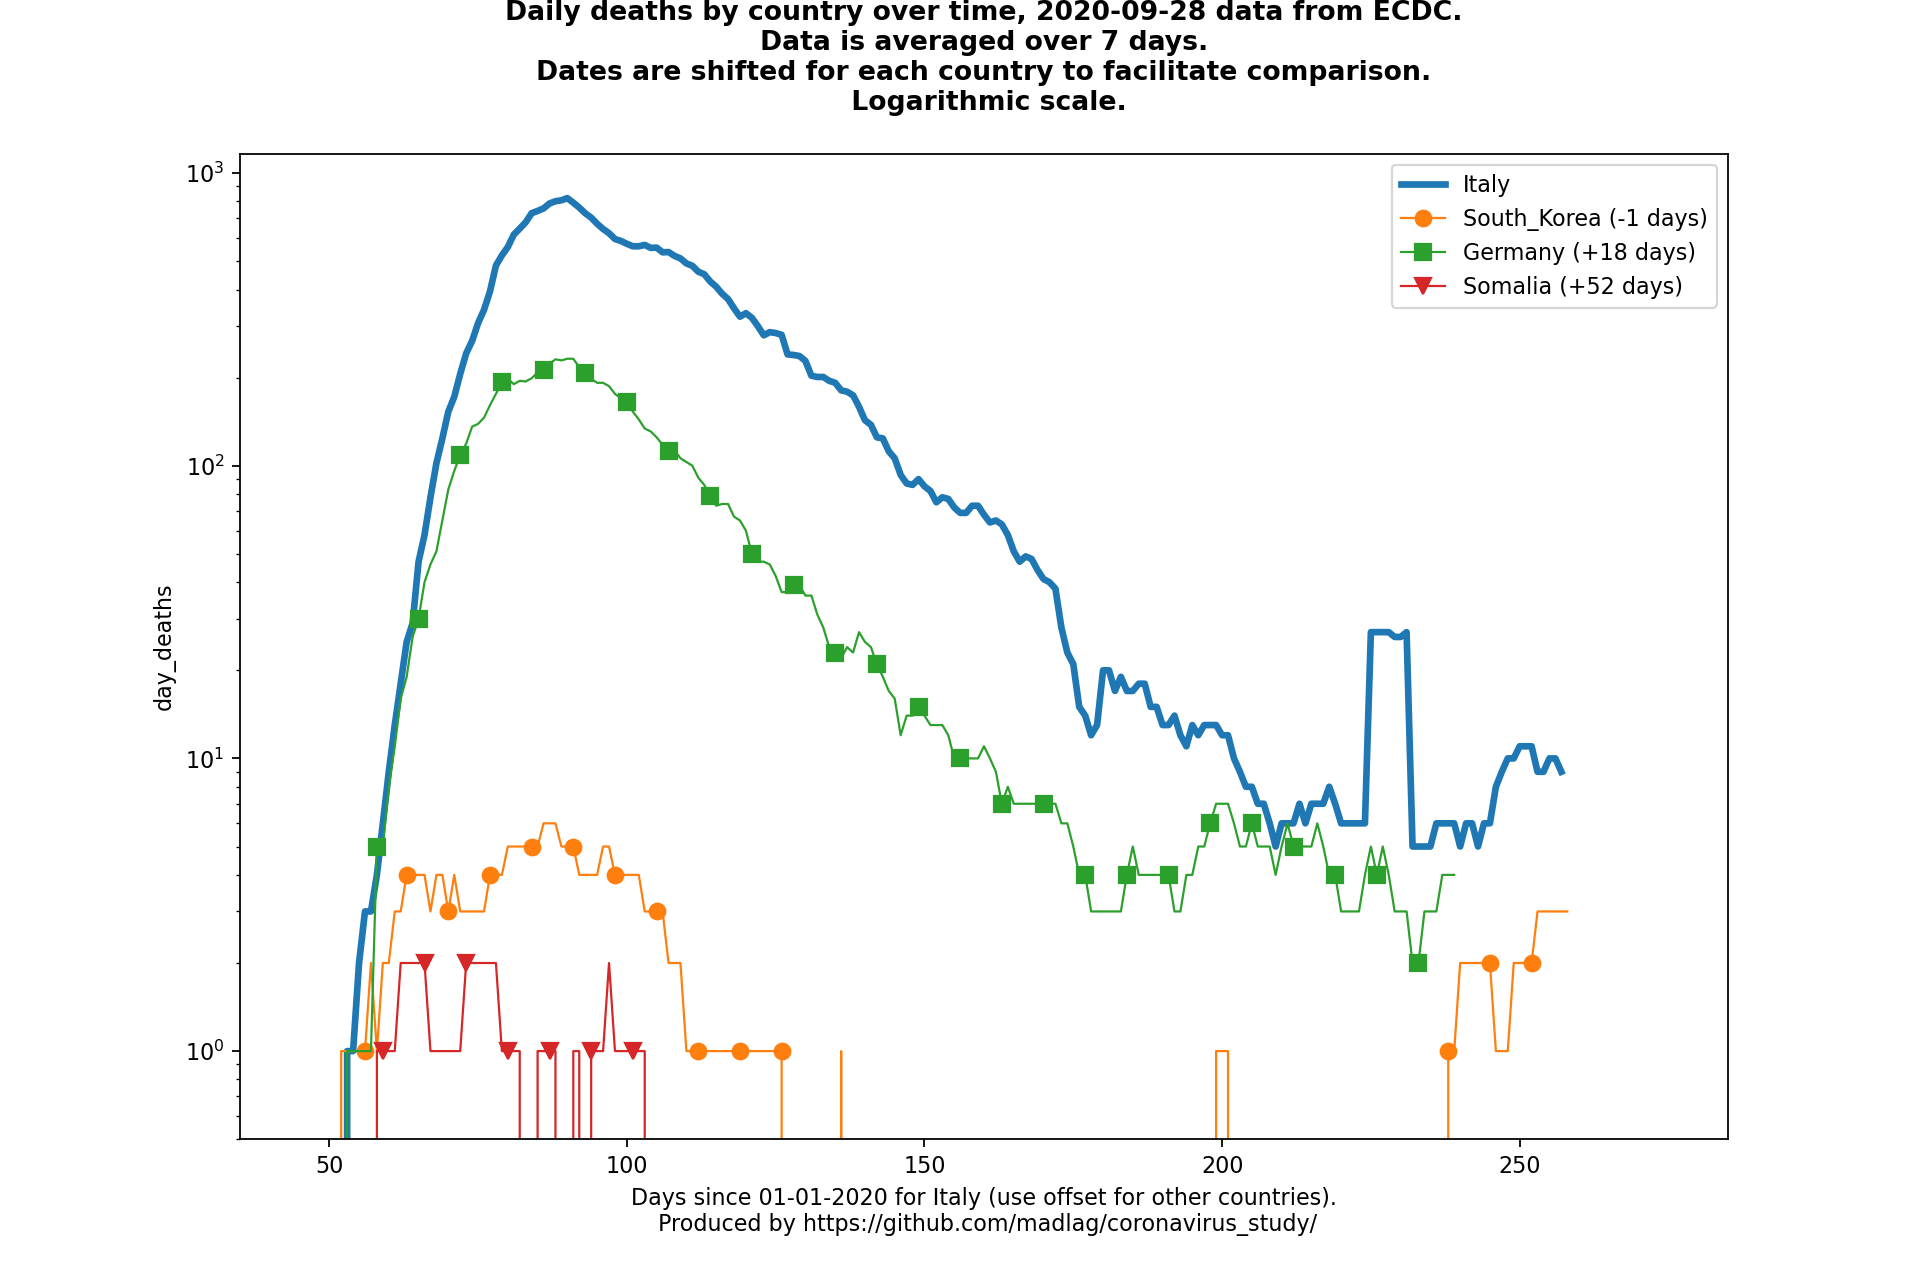 Daily deaths by country over time, 2020-09-28 data from ECDC.
Data is averaged over 7 days.
Dates are shifted for each country to facilitate comparison.
Logarithmic scale.
Italy
South_Korea (-1 days)
Germany (+18 days)
Somalia (+52 days)
10³
10²
10¹
10⁰
day_deaths
50 100 150 200 250
Days since 01-01-2020 for Italy (use offset for other countries).
Produced by https://github.com/madlag/coronavirus_study/